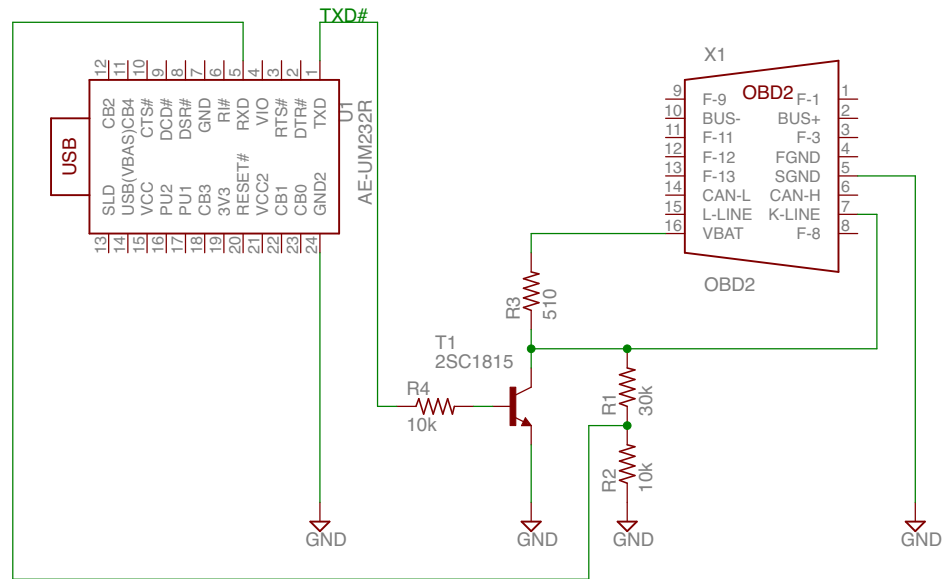 TXD#
12 11 10 9 8 7 6 5 4 3 2 1
CB2
USB(VBAS)CB4
CTS#
DCD#
DSR#
GND
RI#
RXD
VIO
RTS#
DTR#
TXD
U1
AE-UM232R
USB
SLD
VCC
PU2
PU1
CB3
3V3
RESET#
VCC2
CB1
CB0
GND2
13 14 15 16 17 18 19 20 21 22 23 24
X1
OBD2
9 F-9 F-1 1
10 BUS- BUS+ 2
11 F-11 F-3 3
12 F-12 FGND 4
13 F-13 SGND 5
14 CAN-L CAN-H 6
15 L-LINE K-LINE 7
16 VBAT F-8 8
OBD2
R3
510
T1
2SC1815
R4
10k
R1
30k
R2
10k
GND
GND
GND
GND